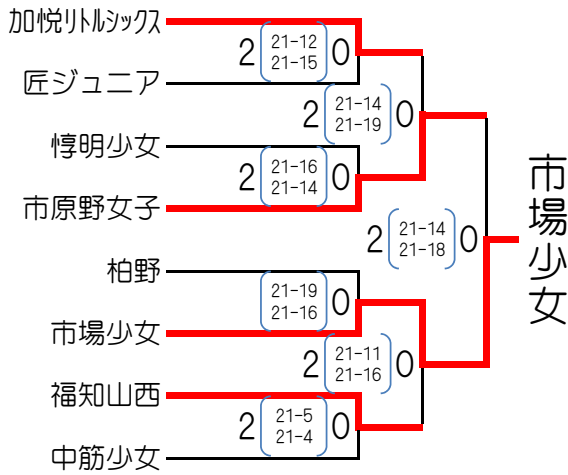 加悦リトルシックス
2 21-12 0
21-15
匠ジュニア
2 21-14 0
21-19
惇明少女
2 21-16 0
21-14
市原野女子
市場少女
2 21-14 0
21-18
柏野
21-19 0
21-16
市場少女
2 21-11 0
21-16
福知山西
2 21-5 0
21-4
中筋少女